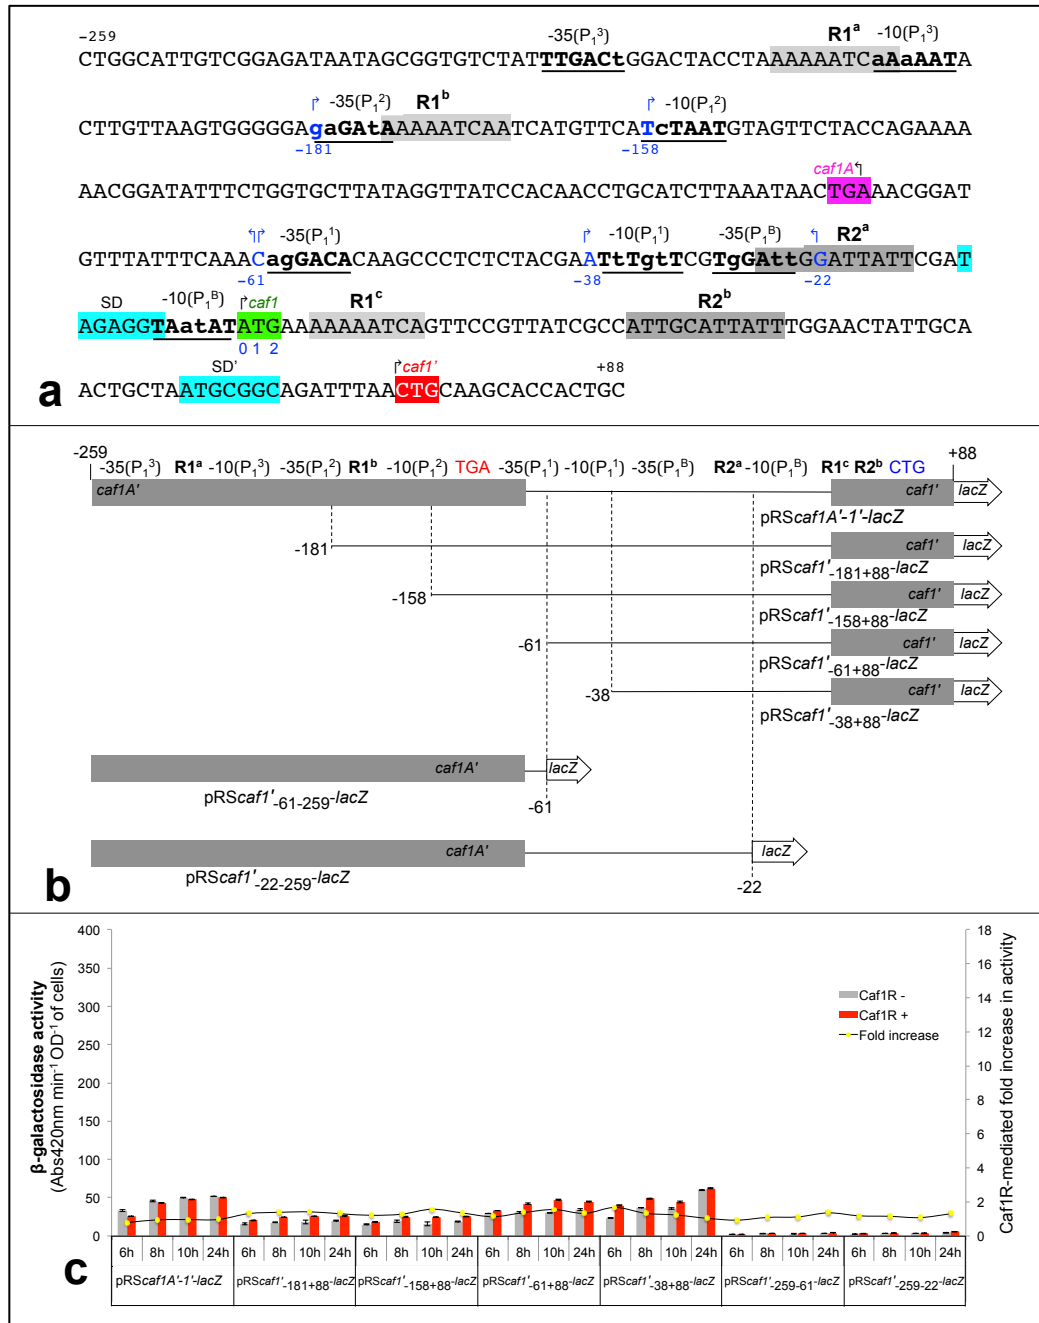 −259 -35(P₁³) R1ᵃ -10(P₁³)
CTGGCATTGTCGGAGATAATAGCGGTGTCTATTTGACtGGACTACCTAAAAAATCaAaAATA
-35(P₁²) R1ᵇ -10(P₁²)
CTTGTTAAGTGGGGGAgaGAtAAAAATCAATCATGTTCATcTAATGTAGTTCTACCAGAAAA
−181 −158
caf1A
AACGGATATTTCTGGTGCTTATAGGTTATCCACAACCTGCATCTTAAATAACTGAAACGGAT
-35(P₁¹) -10(P₁¹) -35(P₁ᴮ) R2ᵃ
GTTTATTTCAAACagGACACAAGCCCTCTCTACGAATtTgtTCGTgGAttGGATTATTCGAT
−61 −38 −22
SD -10(P₁ᴮ) caf1 R1ᶜ R2ᵇ
AGAGGTAatATATGAAAAAAAATCAGTTCCGTTATCGCCATTGCATTATTTGGAACTATTGCA
0 1 2
SD' caf1' +88
ACTGCTAATGCGGCAGATTTAACTGCAAGCACCACTGC
a
-259 +88
-35(P₁³) R1ᵃ -10(P₁³) -35(P₁²) R1ᵇ -10(P₁²) TGA -35(P₁¹) -10(P₁¹) -35(P₁ᴮ) R2ᵃ -10(P₁ᴮ) R1ᶜ R2ᵇ CTG
caf1A' caf1' lacZ
pRScaf1A'-1'-lacZ
-181 caf1' lacZ
pRScaf1'₋₁₈₁₊₈₈-lacZ
-158 caf1' lacZ
pRScaf1'₋₁₅₈₊₈₈-lacZ
-61 caf1' lacZ
pRScaf1'₋₆₁₊₈₈-lacZ
-38 caf1' lacZ
pRScaf1'₋₃₈₊₈₈-lacZ
caf1A' lacZ
pRScaf1'₋₆₁₋₂₅₉-lacZ
-61
caf1A' lacZ
pRScaf1'₋₂₂₋₂₅₉-lacZ
-22
b
β-galactosidase activity
(Abs420nm min⁻¹ OD⁻¹ of cells)
400
350
300
250
200
150
100
50
0
Caf1R -
Caf1R +
Fold increase
18
16
14
12
10
8
6
4
2
0
Caf1R-mediated fold increase in activity
6h 8h 10h 24h 6h 8h 10h 24h 6h 8h 10h 24h 6h 8h 10h 24h 6h 8h 10h 24h 6h 8h 10h 24h 6h 8h 10h 24h
pRScaf1A'-1'-lacZ pRScaf1'₋₁₈₁₊₈₈-lacZ pRScaf1'₋₁₅₈₊₈₈-lacZ pRScaf1'₋₆₁₊₈₈-lacZ pRScaf1'₋₃₈₊₈₈-lacZ pRScaf1'₋₂₅₉₋₆₁-lacZ pRScaf1'₋₂₅₉₋₂₂-lacZ
c